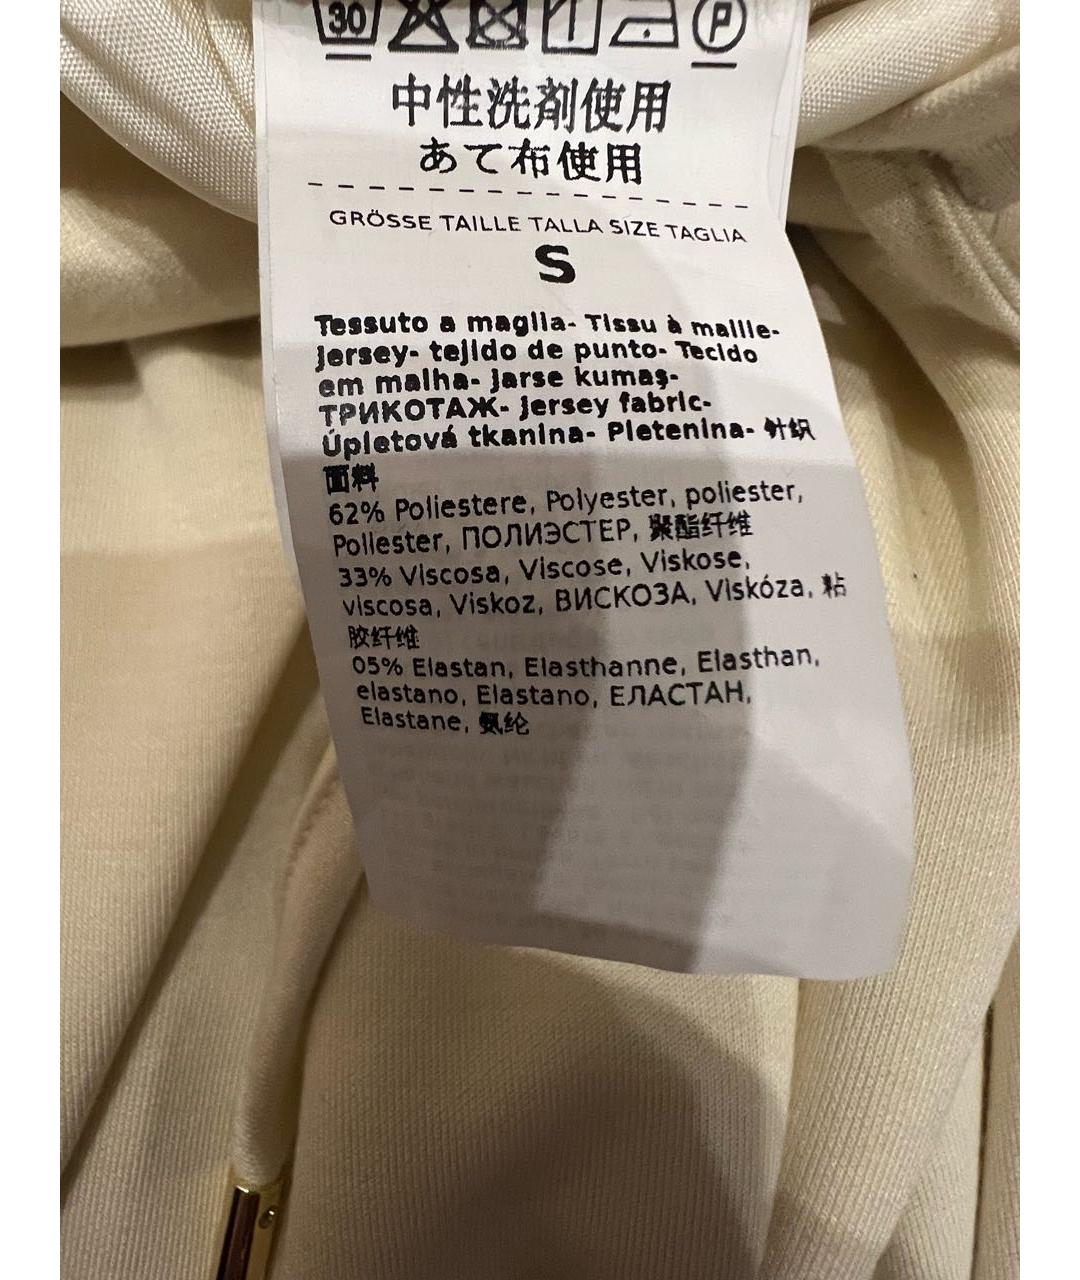 30
P
中性洗剤使用
あて布使用
GRÖSSE TAILLE TALLA SIZE TAGLIA
S
Tessuto a maglia- Tissu à maille-
Jersey- tejido de punto- Tecido
em malha- Jarse kumaş-
ТРИКОТАЖ- Jersey fabric-
Úpletová tkanina- Pletenina- 针织
面料
62% Poliestere, Polyester, poliester,
Poliester, ПОЛИЭСТЕР, 聚酯纤维
33% Viscosa, Viscose, Viskose,
viscosa, Viskoz, ВИСКОЗА, Viskóza, 粘
胶纤维
05% Elastan, Elasthanne, Elasthan,
elastano, Elastano, ЕЛАСТАН,
Elastane, 氨纶